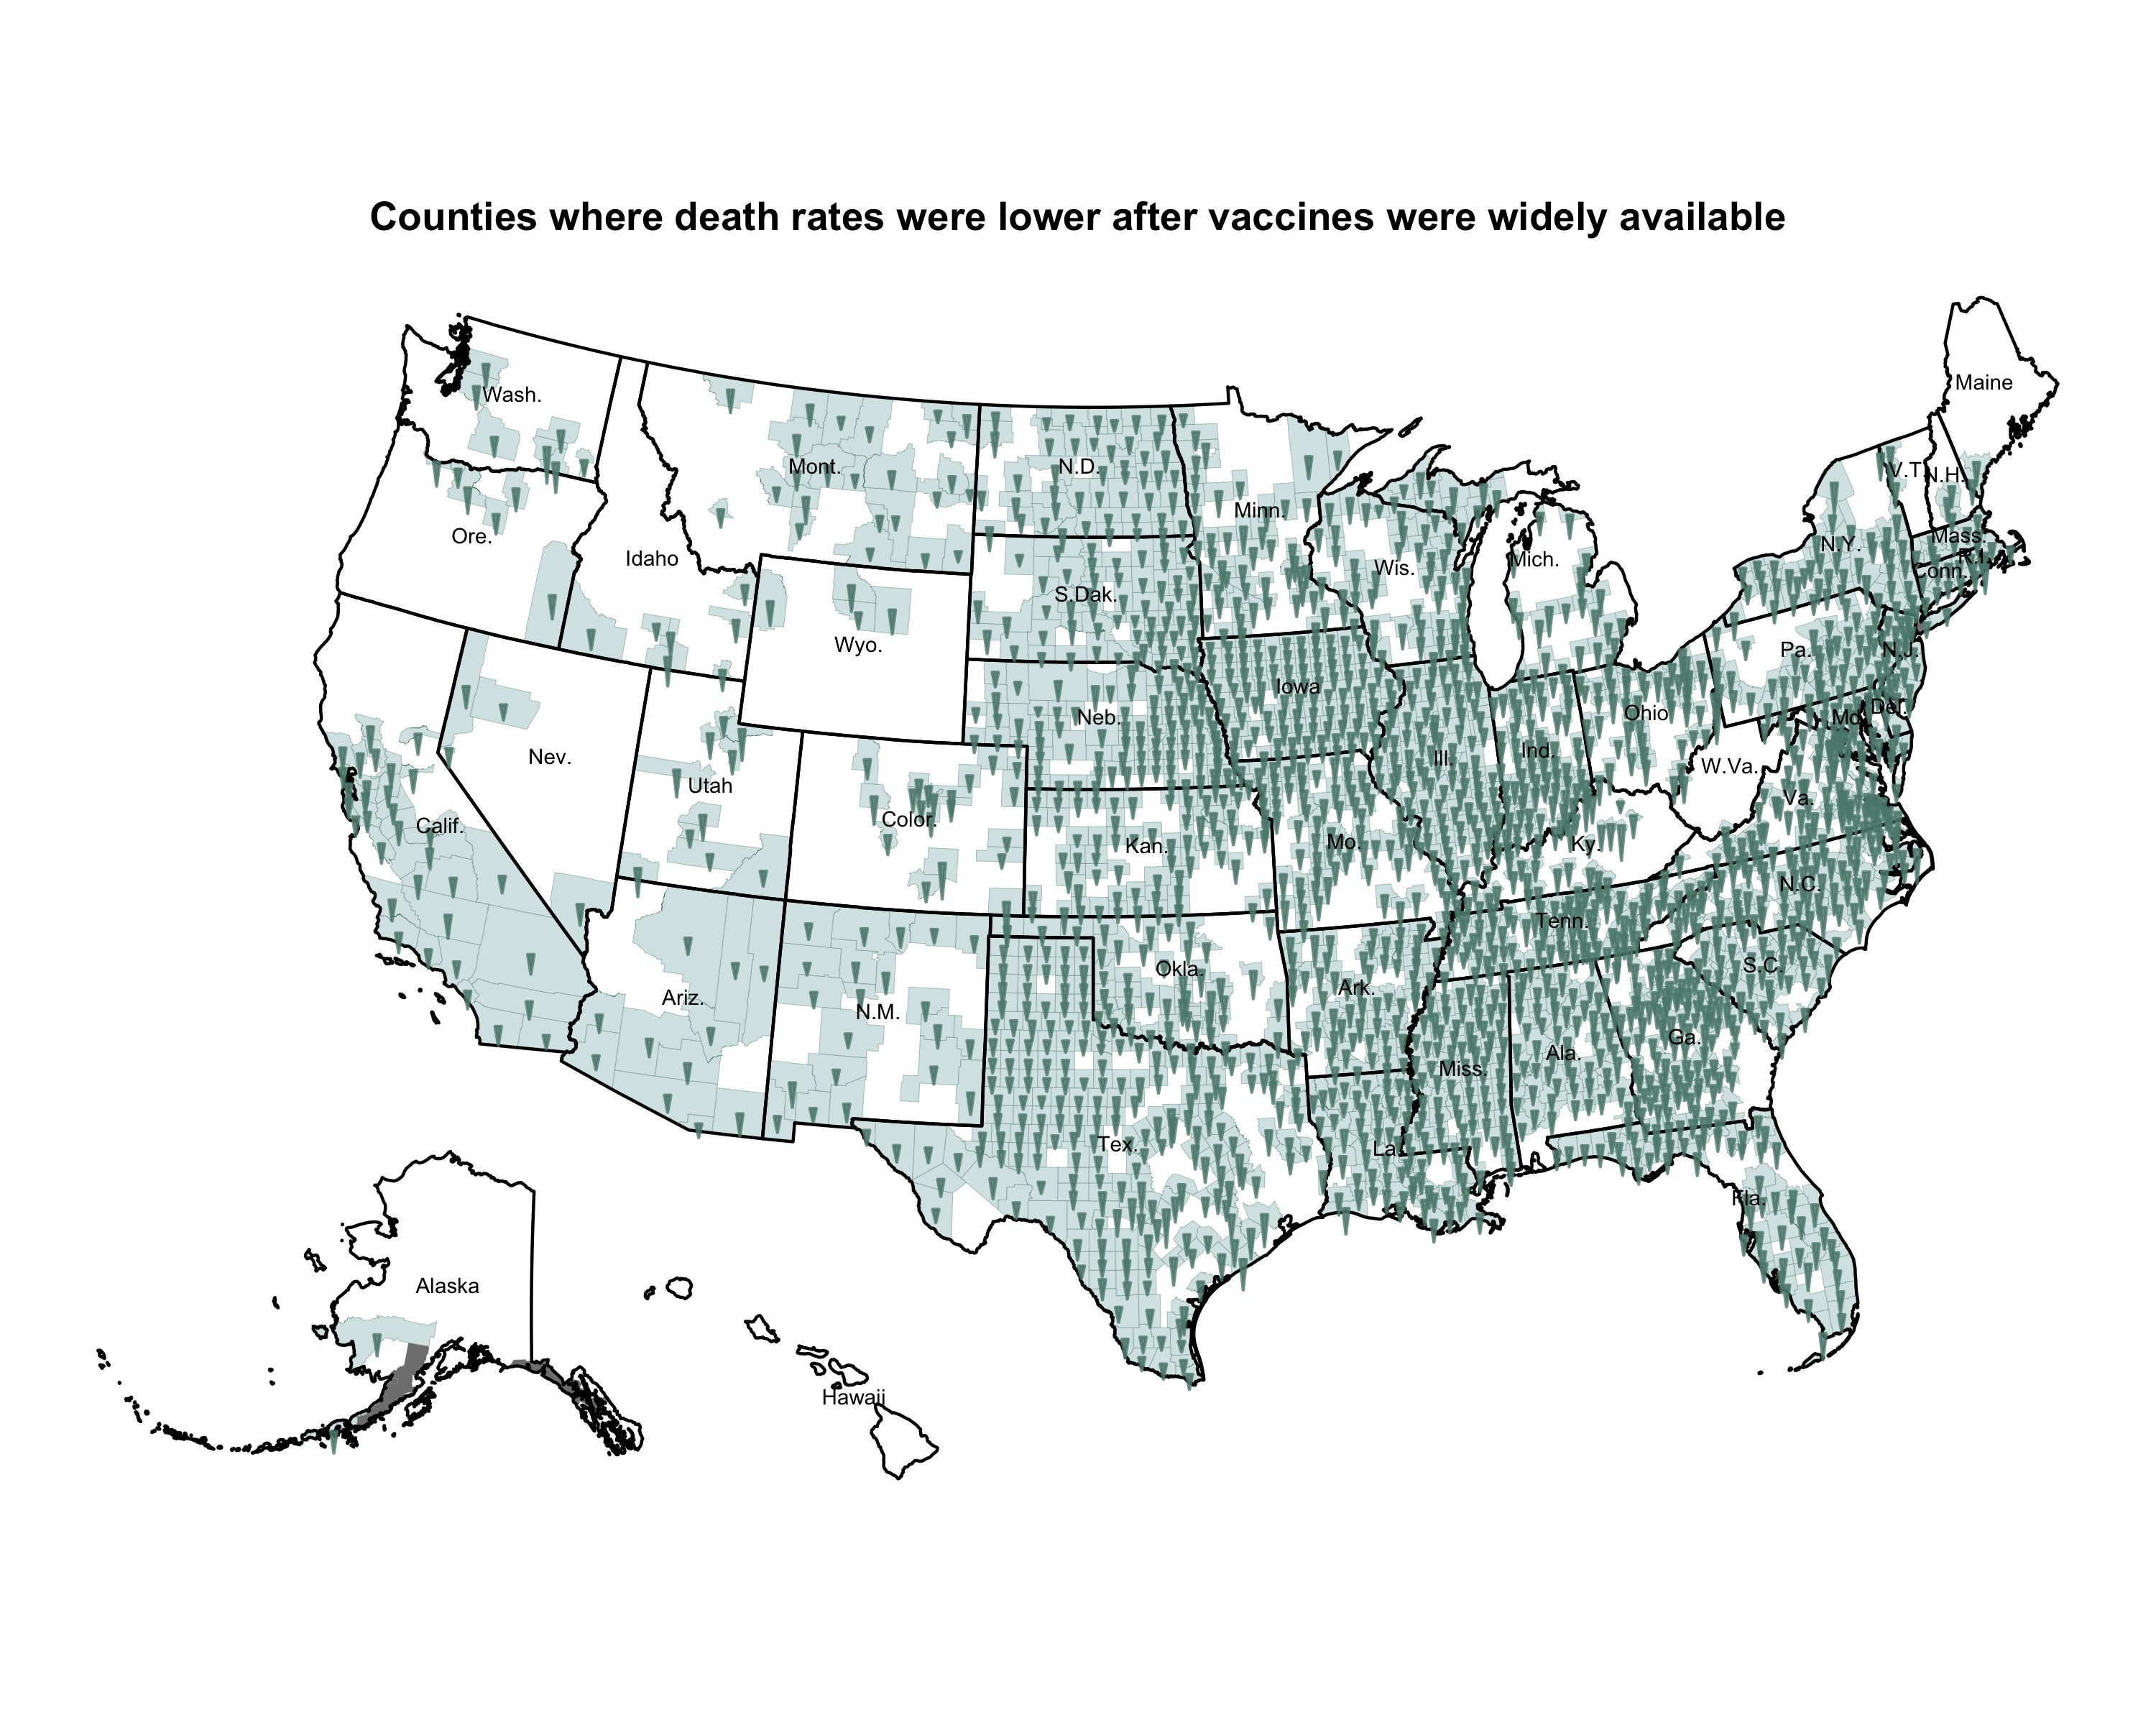 Counties where death rates were lower after vaccines were widely available
Maine
Wash.
Mont.
N.D.
V.T.
N.H.
Minn.
Ore.
Mass.
N.Y.
R.I.
Idaho
Mich.
Wis.
Conn.
S.Dak.
Wyo.
Pa.
N.J.
Iowa
Ohio
Del.
Neb.
Md.
Ind.
Nev.
Ill.
W.Va.
Utah
Va.
Color.
Calif.
Mo.
Ky.
Kan.
N.C.
Tenn.
S.C.
Okla.
Ark.
Ariz.
N.M.
Ga.
Ala.
Miss.
Tex.
La.
Fla.
Alaska
Hawaii